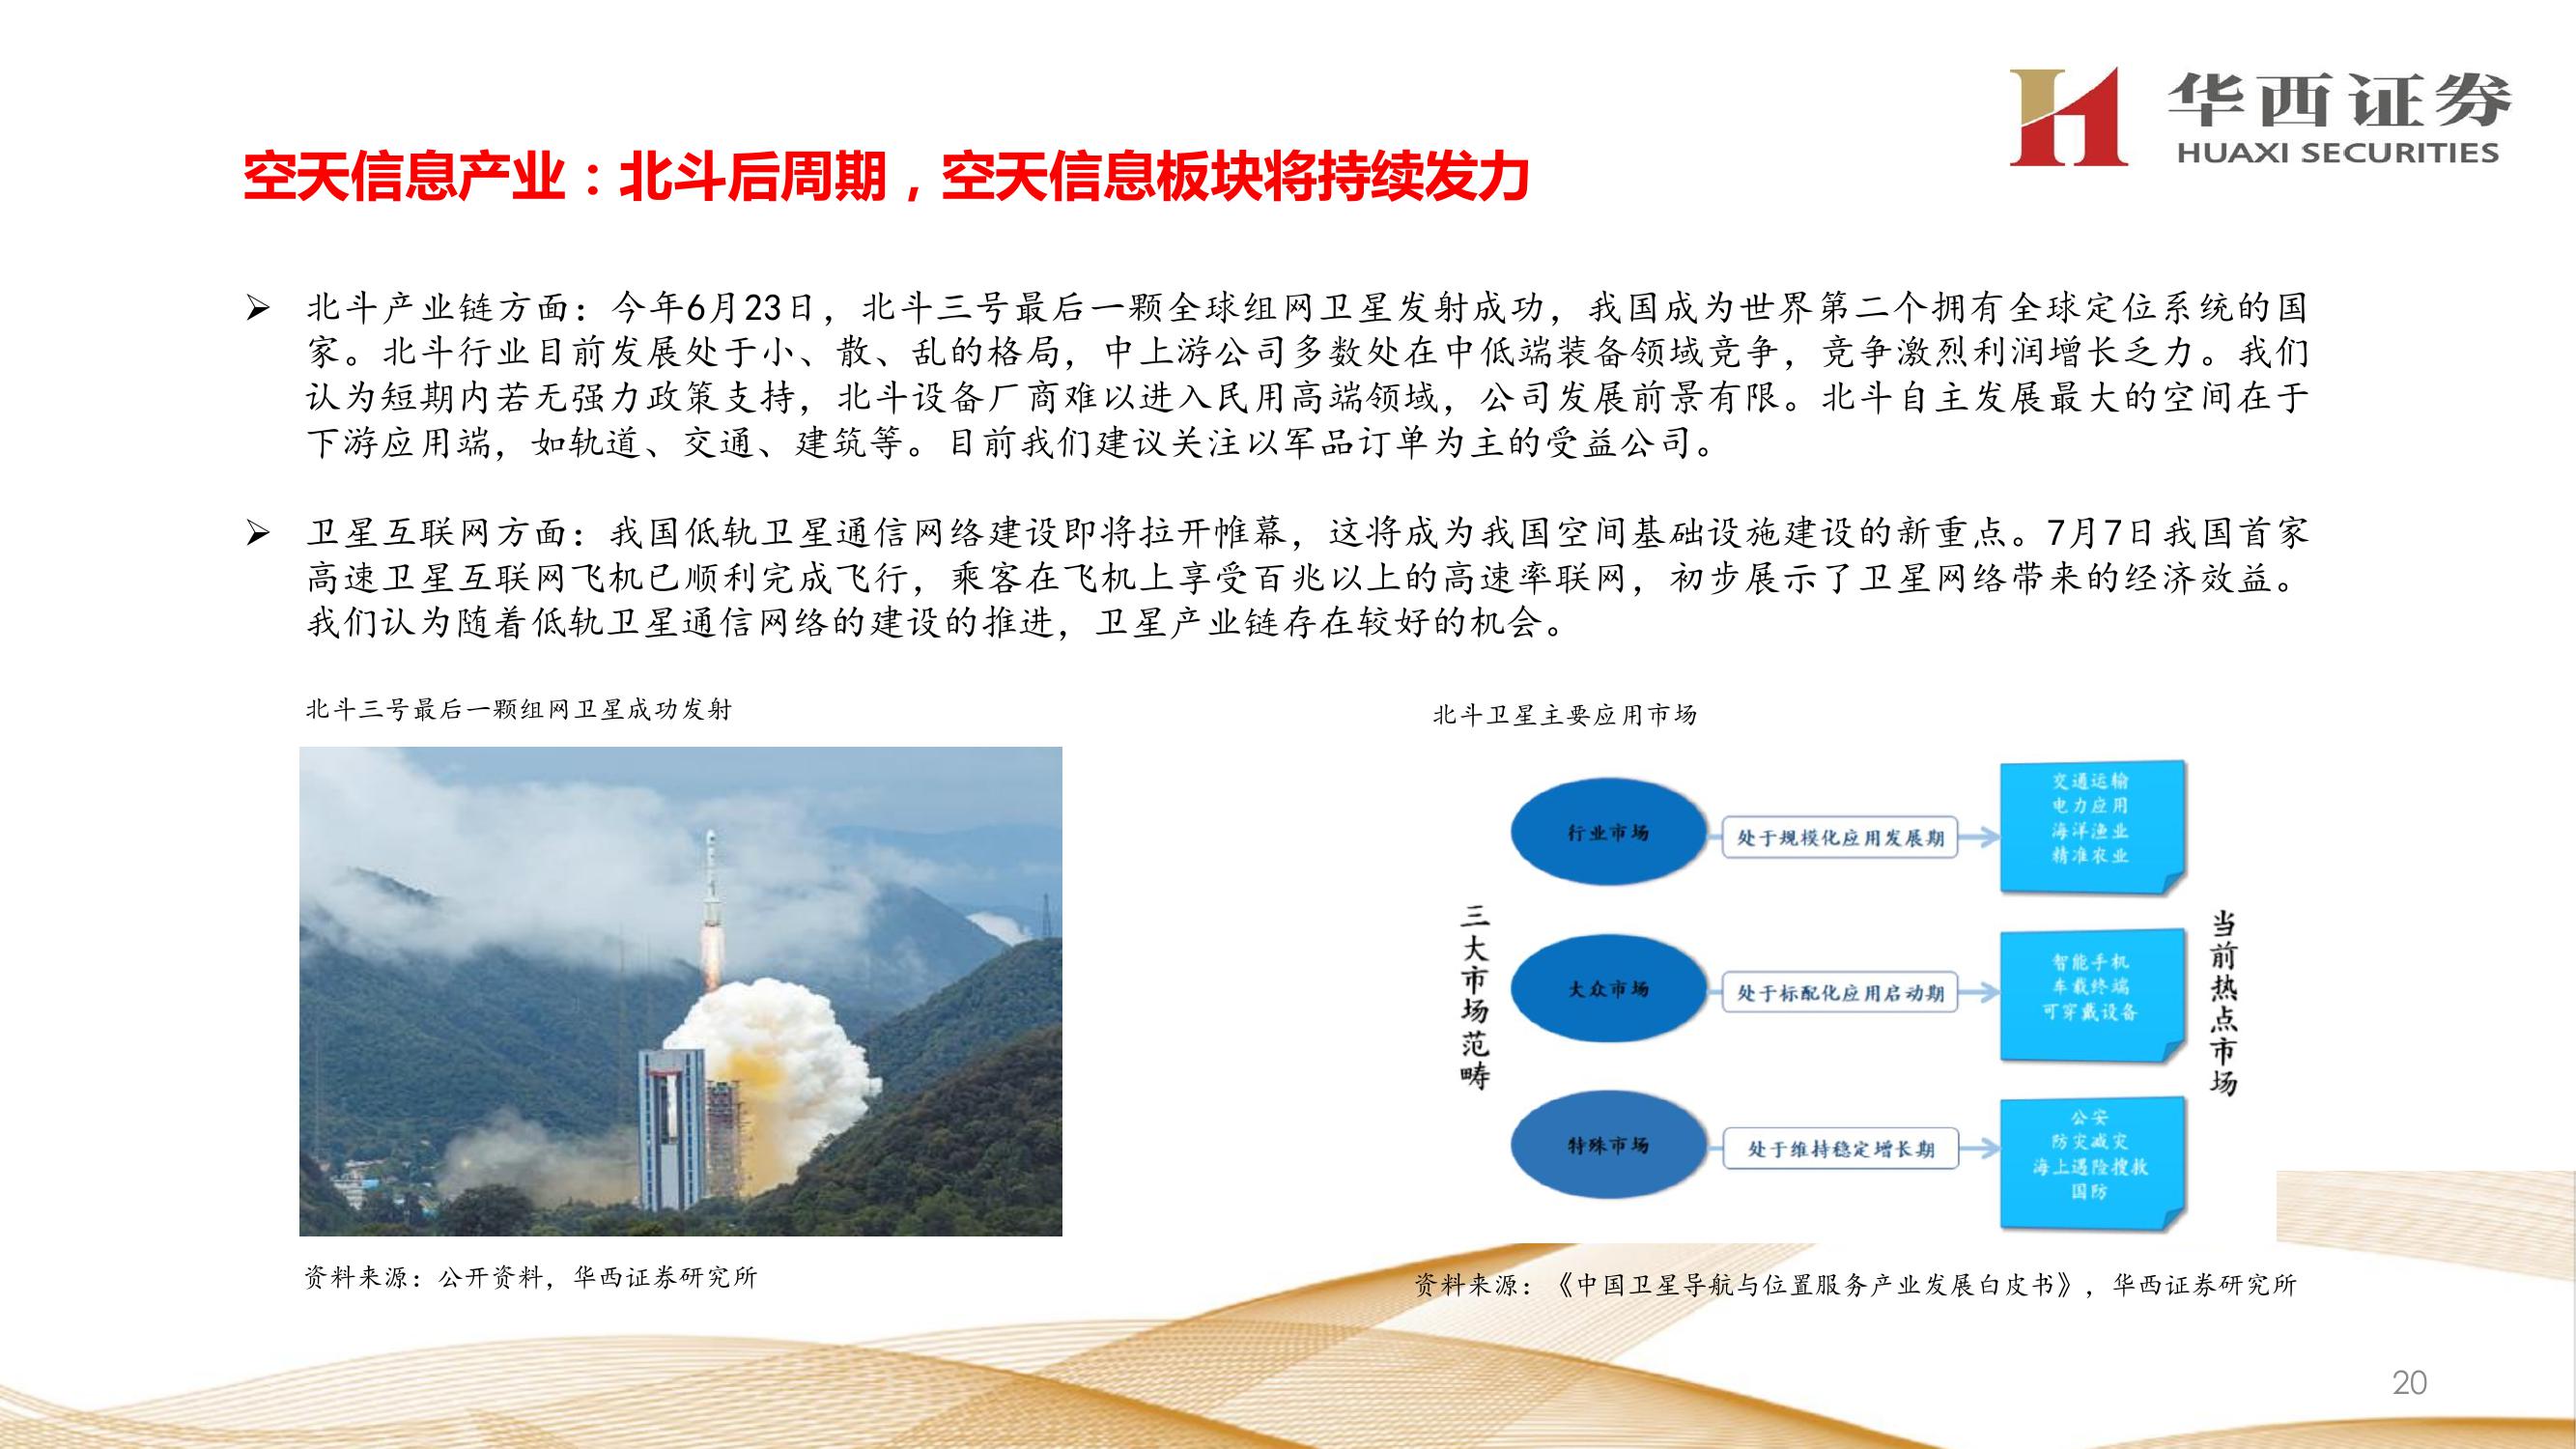 华西证券
HUAXI SECURITIES
空天信息产业：北斗后周期，空天信息板块将持续发力
北斗产业链方面：今年6月23日，北斗三号最后一颗全球组网卫星发射成功，我国成为世界第二个拥有全球定位系统的国
家。北斗行业目前发展处于小、散、乱的格局，中上游公司多数处在中低端装备领域竞争，竞争激烈利润增长乏力。我们
认为短期内若无强力政策支持，北斗设备厂商难以进入民用高端领域，公司发展前景有限。北斗自主发展最大的空间在于
下游应用端，如轨道、交通、建筑等。目前我们建议关注以军品订单为主的受益公司。
卫星互联网方面：我国低轨卫星通信网络建设即将拉开帷幕，这将成为我国空间基础设施建设的新重点。7月7日我国首家
高速卫星互联网飞机已顺利完成飞行，乘客在飞机上享受百兆以上的高速率联网，初步展示了卫星网络带来的经济效益。
我们认为随着低轨卫星通信网络的建设的推进，卫星产业链存在较好的机会。
北斗三号最后一颗组网卫星成功发射
资料来源：公开资料，华西证券研究所
北斗卫星主要应用市场
三大市场范畴
行业市场
处于规模化应用发展期
交通运输
电力应用
海洋渔业
精准农业
大众市场
处于标配化应用启动期
智能手机
车载终端
可穿戴设备
特殊市场
处于维持稳定增长期
公安
防灾减灾
海上遇险搜救
国防
当前热点市场
资料来源：《中国卫星导航与位置服务产业发展白皮书》，华西证券研究所
20